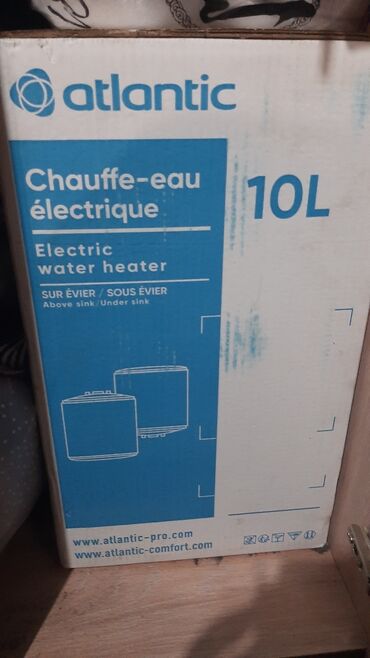 atlantic
Chauffe-eau
électrique
10L
Electric
water heater
SUR ÉVIER / SOUS ÉVIER
Above sink / Under sink
www.atlantic-pro.com
www.atlantic-comfort.com